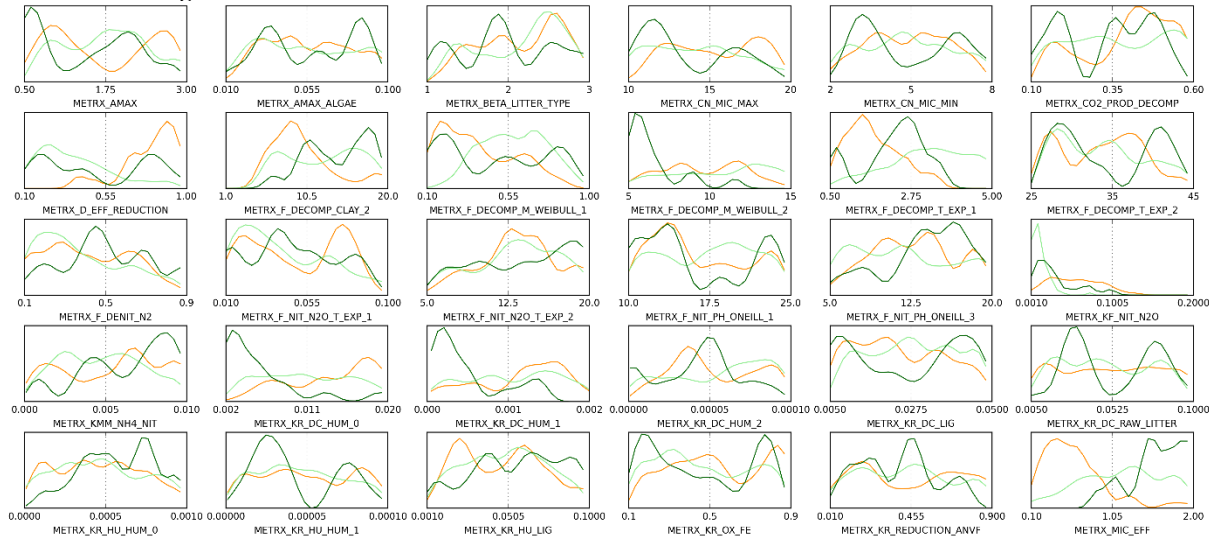 0.50 1.75 3.00 0.010 0.055 0.100 1 2 3 10 15 20 2 5 8 0.10 0.35 0.60
METRX_AMAX METRX_AMAX_ALGAE METRX_BETA_LITTER_TYPE METRX_CN_MIC_MAX METRX_CN_MIC_MIN METRX_CO2_PROD_DECOMP
0.10 0.55 1.00 1.0 10.5 20.0 0.10 0.55 1.00 5 10 15 0.50 2.75 5.00 25 35 45
METRX_D_EFF_REDUCTION METRX_F_DECOMP_CLAY_2 METRX_F_DECOMP_M_WEIBULL_1 METRX_F_DECOMP_M_WEIBULL_2 METRX_F_DECOMP_T_EXP_1 METRX_F_DECOMP_T_EXP_2
0.1 0.5 0.9 0.010 0.055 0.100 5.0 12.5 20.0 10.0 17.5 25.0 5.0 12.5 20.0 0.0010 0.1005 0.2000
METRX_F_DENIT_N2 METRX_F_NIT_N2O_T_EXP_1 METRX_F_NIT_N2O_T_EXP_2 METRX_F_NIT_PH_ONEILL_1 METRX_F_NIT_PH_ONEILL_3 METRX_KF_NIT_N2O
0.000 0.005 0.010 0.002 0.011 0.020 0.000 0.001 0.002 0.00000 0.00005 0.00010 0.0050 0.0275 0.0500 0.0050 0.0525 0.1000
METRX_KMM_NH4_NIT METRX_KR_DC_HUM_0 METRX_KR_DC_HUM_1 METRX_KR_DC_HUM_2 METRX_KR_DC_LIG METRX_KR_DC_RAW_LITTER
0.00000 0.00005 0.00010 0.00000 0.00005 0.00010 0.0010 0.0505 0.1000 0.1 0.5 0.9 0.010 0.455 0.900 0.10 1.05 2.00
METRX_KR_HU_HUM_0 METRX_KR_HU_HUM_1 METRX_KR_HU_LIG METRX_KR_OX_FE METRX_KR_REDUCTION_ANVF METRX_MIC_EFF